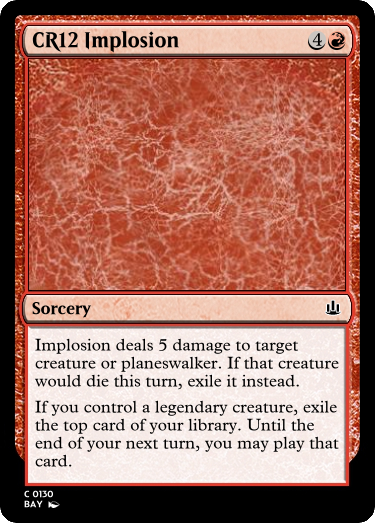 CR12 Implosion
4
Sorcery
Implosion deals 5 damage to target
creature or planeswalker. If that creature
would die this turn, exile it instead.
If you control a legendary creature, exile
the top card of your library. Until the
end of your next turn, you may play that
card.
C 0130
BAY